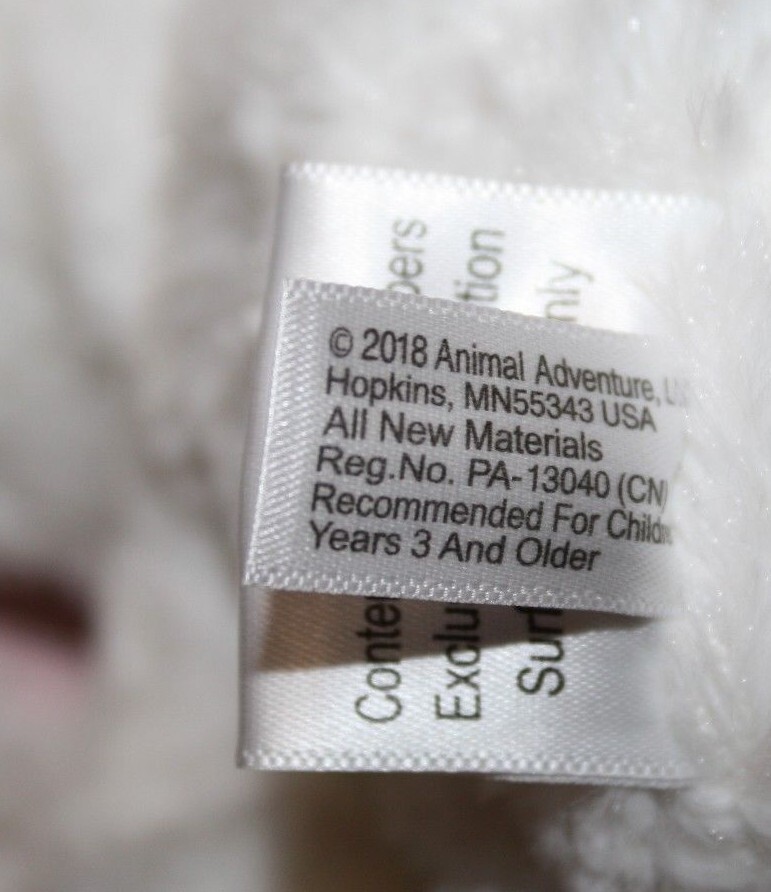 © 2018 Animal Adventure,
Hopkins, MN55343 USA
All New Materials
Reg.No. PA-13040 (CN)
Recommended For
Years 3 And Older